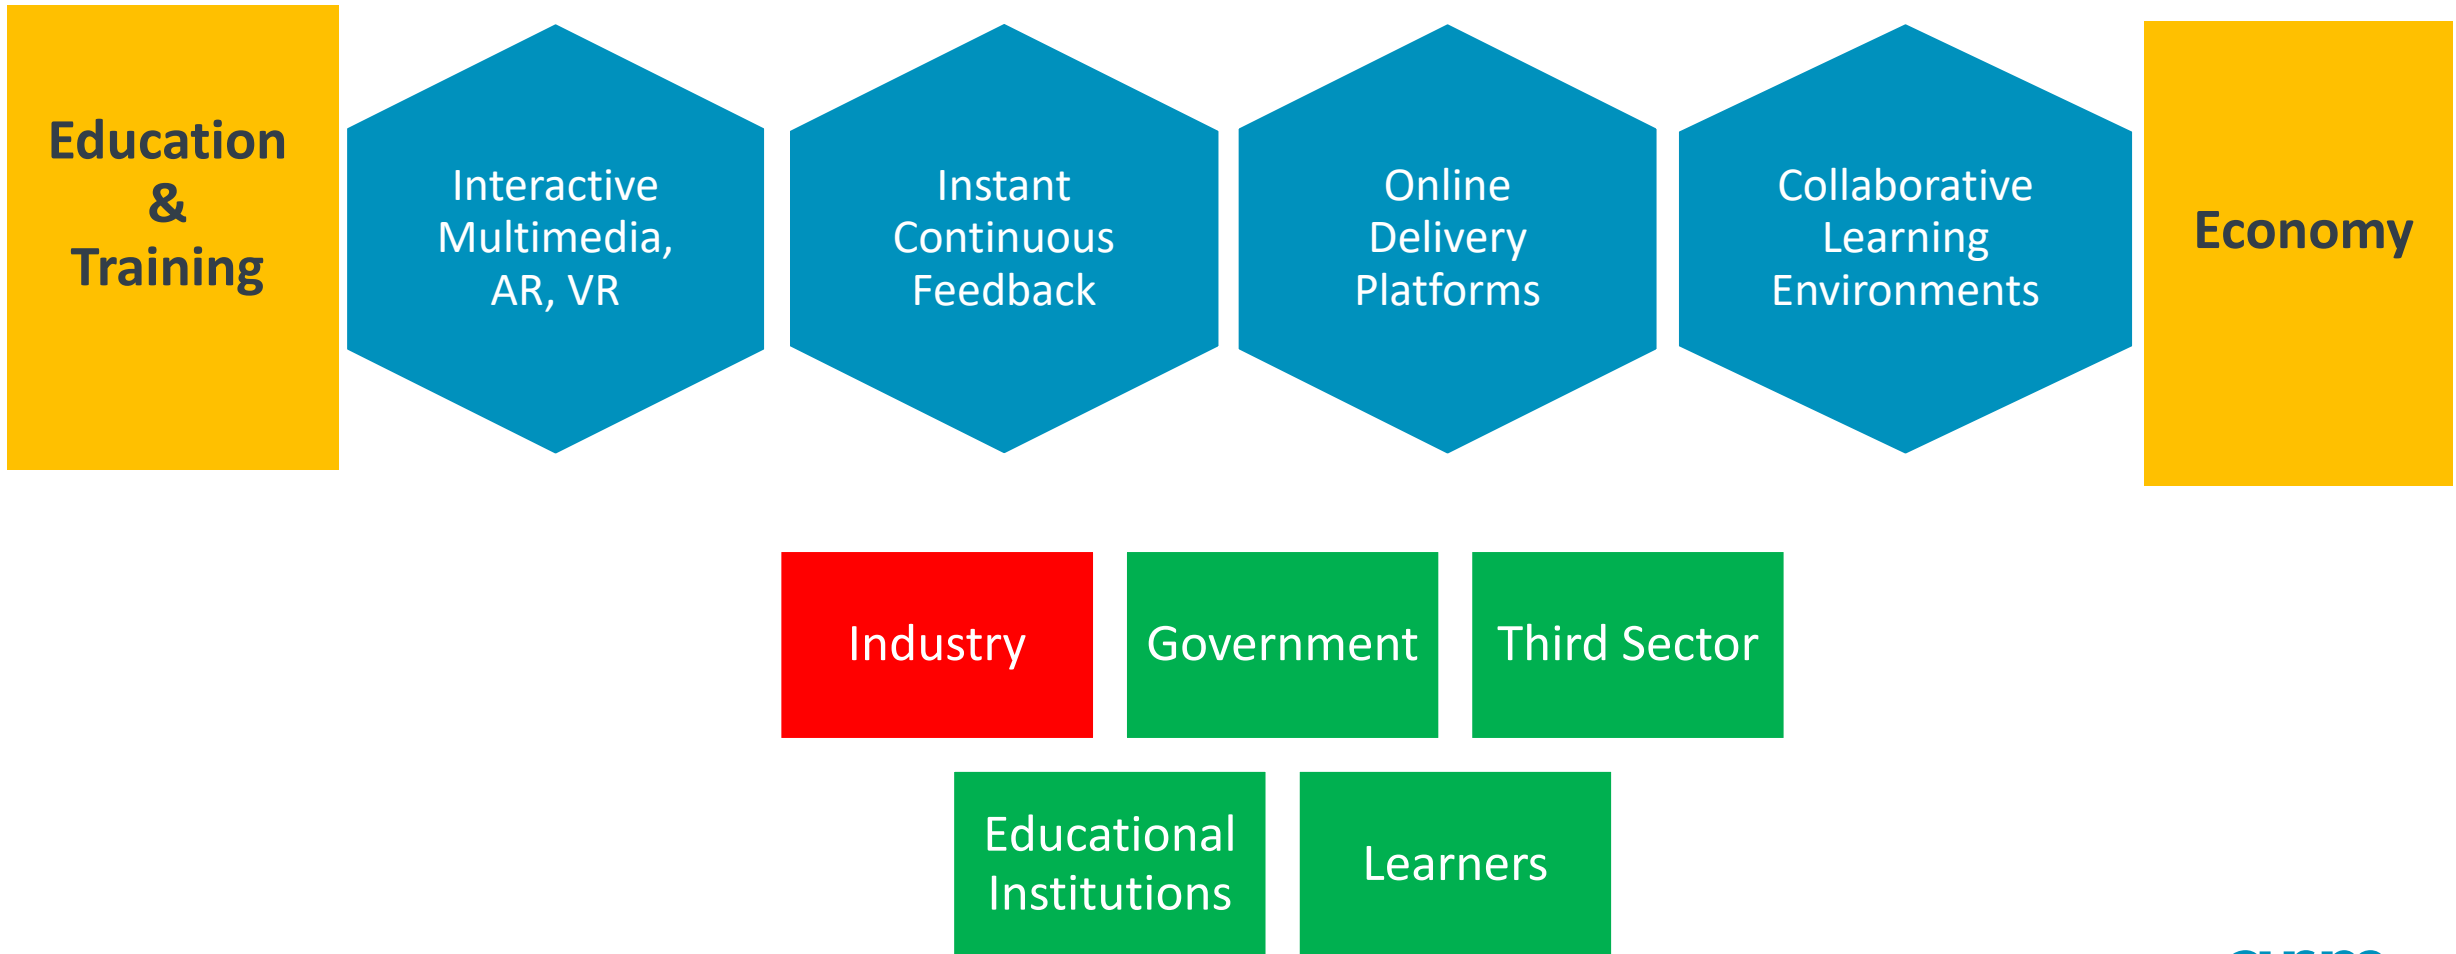 Education
&
Training
Interactive
Multimedia,
AR, VR
Instant
Continuous
Feedback
Online
Delivery
Platforms
Collaborative
Learning
Environments
Economy
Industry
Government
Third Sector
Educational
Institutions
Learners